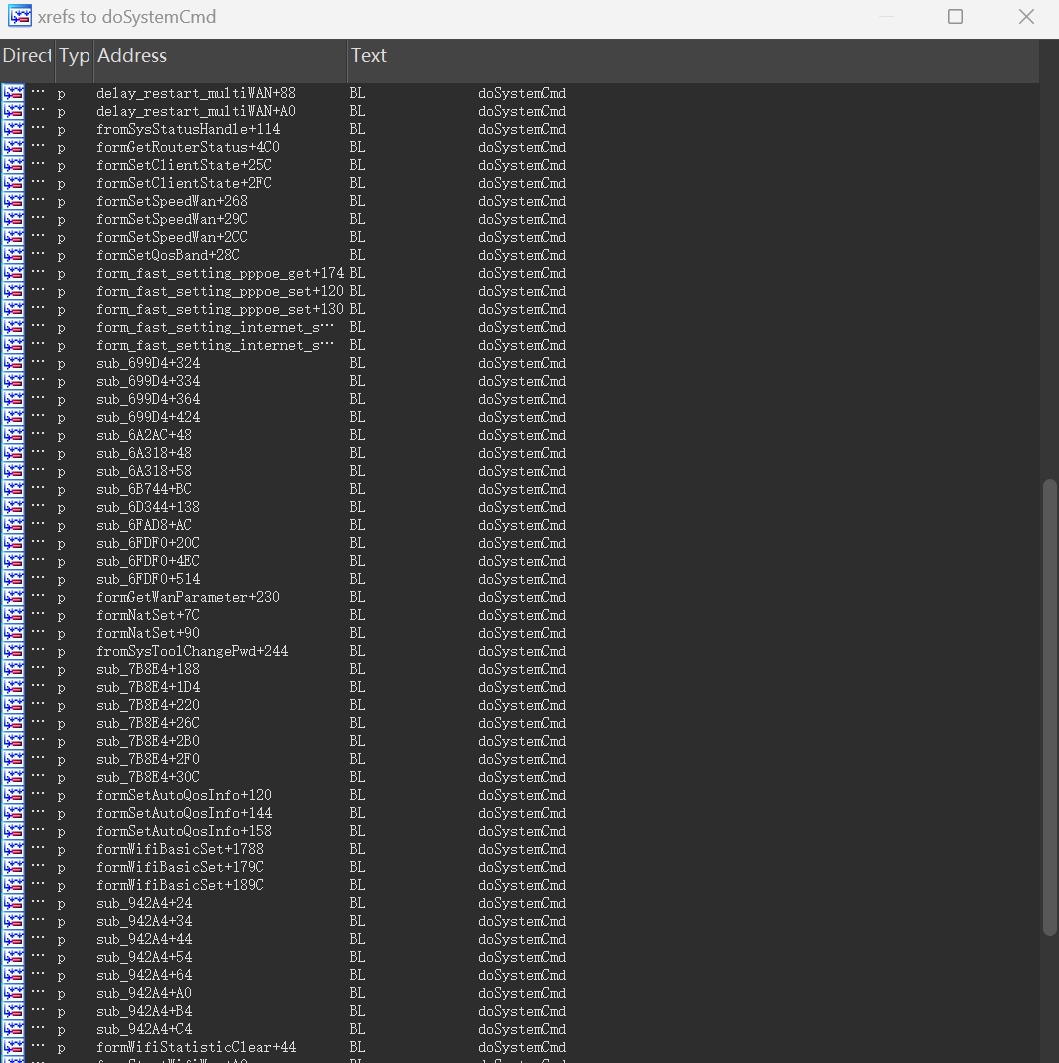 xrefs to doSystemCmd
Direct Typ Address Text
… p delay_restart_multiWAN+88 BL doSystemCmd
… p delay_restart_multiWAN+A0 BL doSystemCmd
… p fromSysStatusHandle+114 BL doSystemCmd
… p formGetRouterStatus+4C0 BL doSystemCmd
… p formSetClientState+25C BL doSystemCmd
… p formSetClientState+2FC BL doSystemCmd
… p formSetSpeedWan+268 BL doSystemCmd
… p formSetSpeedWan+29C BL doSystemCmd
… p formSetSpeedWan+2CC BL doSystemCmd
… p formSetQosBand+28C BL doSystemCmd
… p form_fast_setting_pppoe_get+174 BL doSystemCmd
… p form_fast_setting_pppoe_set+120 BL doSystemCmd
… p form_fast_setting_pppoe_set+130 BL doSystemCmd
… p form_fast_setting_internet_s… BL doSystemCmd
… p form_fast_setting_internet_s… BL doSystemCmd
… p sub_699D4+324 BL doSystemCmd
… p sub_699D4+334 BL doSystemCmd
… p sub_699D4+364 BL doSystemCmd
… p sub_699D4+424 BL doSystemCmd
… p sub_6A2AC+48 BL doSystemCmd
… p sub_6A318+48 BL doSystemCmd
… p sub_6A318+58 BL doSystemCmd
… p sub_6B744+BC BL doSystemCmd
… p sub_6D344+138 BL doSystemCmd
… p sub_6FAD8+AC BL doSystemCmd
… p sub_6FDF0+20C BL doSystemCmd
… p sub_6FDF0+4EC BL doSystemCmd
… p sub_6FDF0+514 BL doSystemCmd
… p formGetWanParameter+230 BL doSystemCmd
… p formNatSet+7C BL doSystemCmd
… p formNatSet+90 BL doSystemCmd
… p fromSysToolChangePwd+244 BL doSystemCmd
… p sub_7B8E4+188 BL doSystemCmd
… p sub_7B8E4+1D4 BL doSystemCmd
… p sub_7B8E4+220 BL doSystemCmd
… p sub_7B8E4+26C BL doSystemCmd
… p sub_7B8E4+2B0 BL doSystemCmd
… p sub_7B8E4+2F0 BL doSystemCmd
… p sub_7B8E4+30C BL doSystemCmd
… p formSetAutoQosInfo+120 BL doSystemCmd
… p formSetAutoQosInfo+144 BL doSystemCmd
… p formSetAutoQosInfo+158 BL doSystemCmd
… p formWifiBasicSet+1788 BL doSystemCmd
… p formWifiBasicSet+179C BL doSystemCmd
… p formWifiBasicSet+189C BL doSystemCmd
… p sub_942A4+24 BL doSystemCmd
… p sub_942A4+34 BL doSystemCmd
… p sub_942A4+44 BL doSystemCmd
… p sub_942A4+54 BL doSystemCmd
… p sub_942A4+64 BL doSystemCmd
… p sub_942A4+A0 BL doSystemCmd
… p sub_942A4+B4 BL doSystemCmd
… p sub_942A4+C4 BL doSystemCmd
… p formWifiStatisticClear+44 BL doSystemCmd